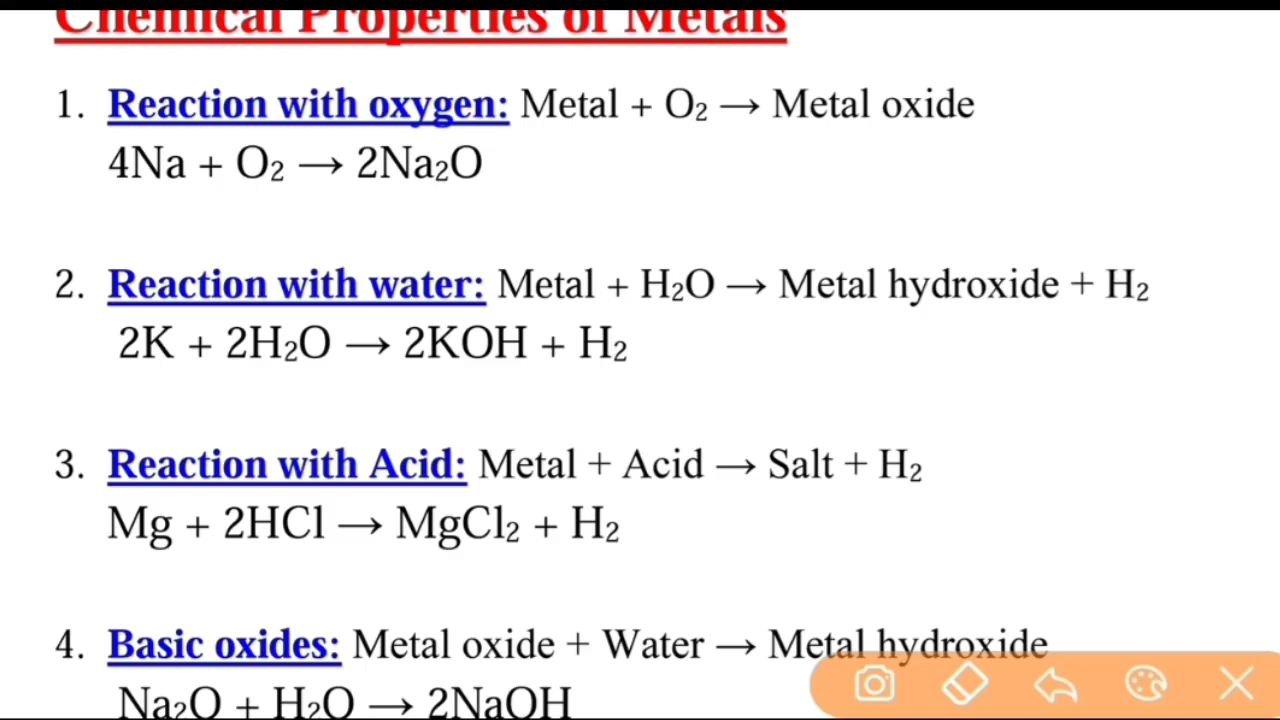 Chemical Properties of Metals
1. Reaction with oxygen: Metal + O₂ → Metal oxide
4Na + O₂ → 2Na₂O
2. Reaction with water: Metal + H₂O → Metal hydroxide + H₂
2K + 2H₂O → 2KOH + H₂
3. Reaction with Acid: Metal + Acid → Salt + H₂
Mg + 2HCl → MgCl₂ + H₂
4. Basic oxides: Metal oxide + Water → Metal hydroxide
Na₂O + H₂O → 2NaOH